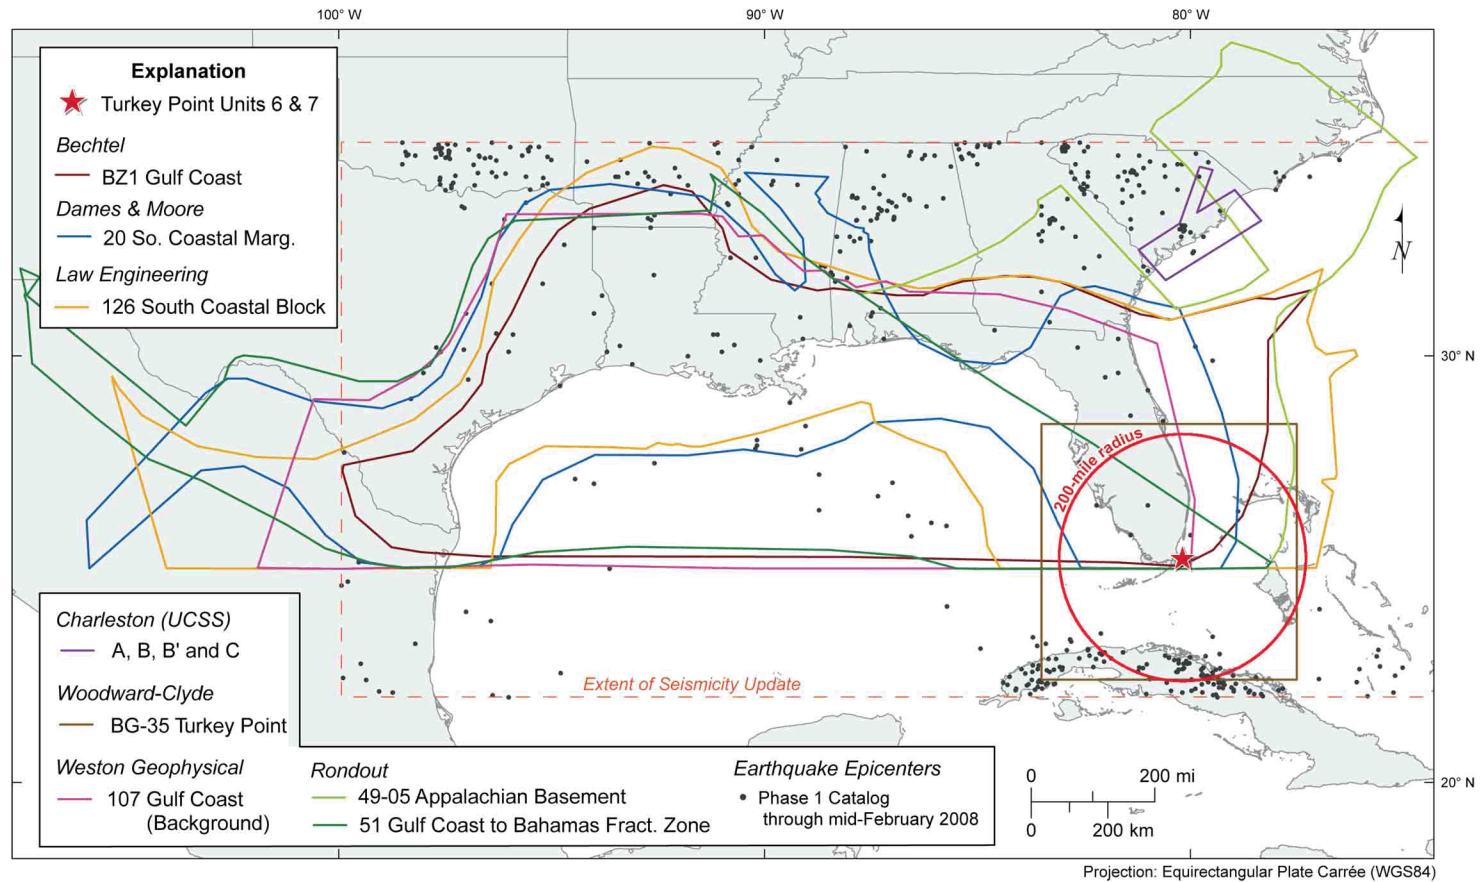 100° W
90° W
80° W
Explanation
Turkey Point Units 6 & 7
Bechtel
BZ1 Gulf Coast
Dames & Moore
20 So. Coastal Marg.
Law Engineering
126 South Coastal Block
N
30° N
200-mile radius
Charleston (UCSS)
A, B, B' and C
Woodward-Clyde
BG-35 Turkey Point
Weston Geophysical
107 Gulf Coast
(Background)
Extent of Seismicity Update
Rondout
49-05 Appalachian Basement
51 Gulf Coast to Bahamas Fract. Zone
Earthquake Epicenters
Phase 1 Catalog
through mid-February 2008
0 200 mi
0 200 km
20° N
Projection: Equirectangular Plate Carrée (WGS84)